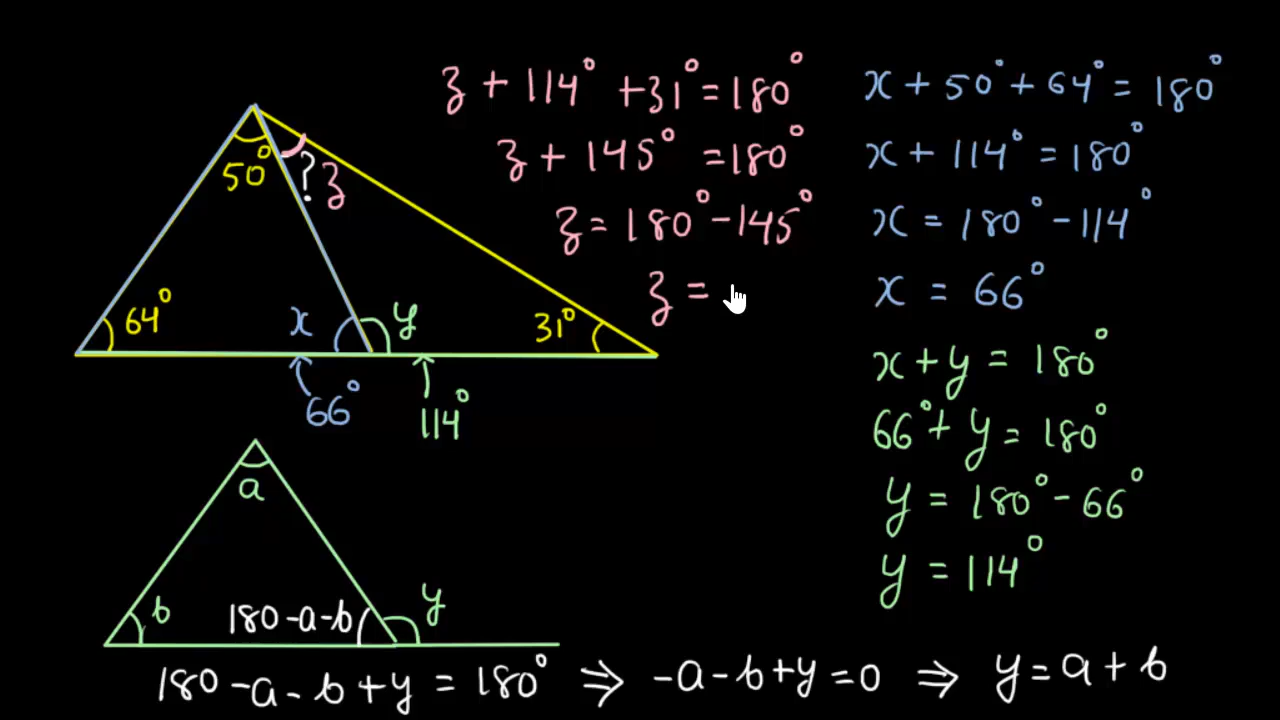 z + 114° + 31° = 180°
z + 145° = 180°
z = 180° - 145°
z =
x + 50° + 64° = 180°
x + 114° = 180°
x = 180° - 114°
x = 66°
x + y = 180°
66° + y = 180°
y = 180° - 66°
y = 114°
50°
? z
64°
x
y
31°
66°
114°
a
b
180-a-b
y
180 - a - b + y = 180° ⇒ -a - b + y = 0 ⇒ y = a + b